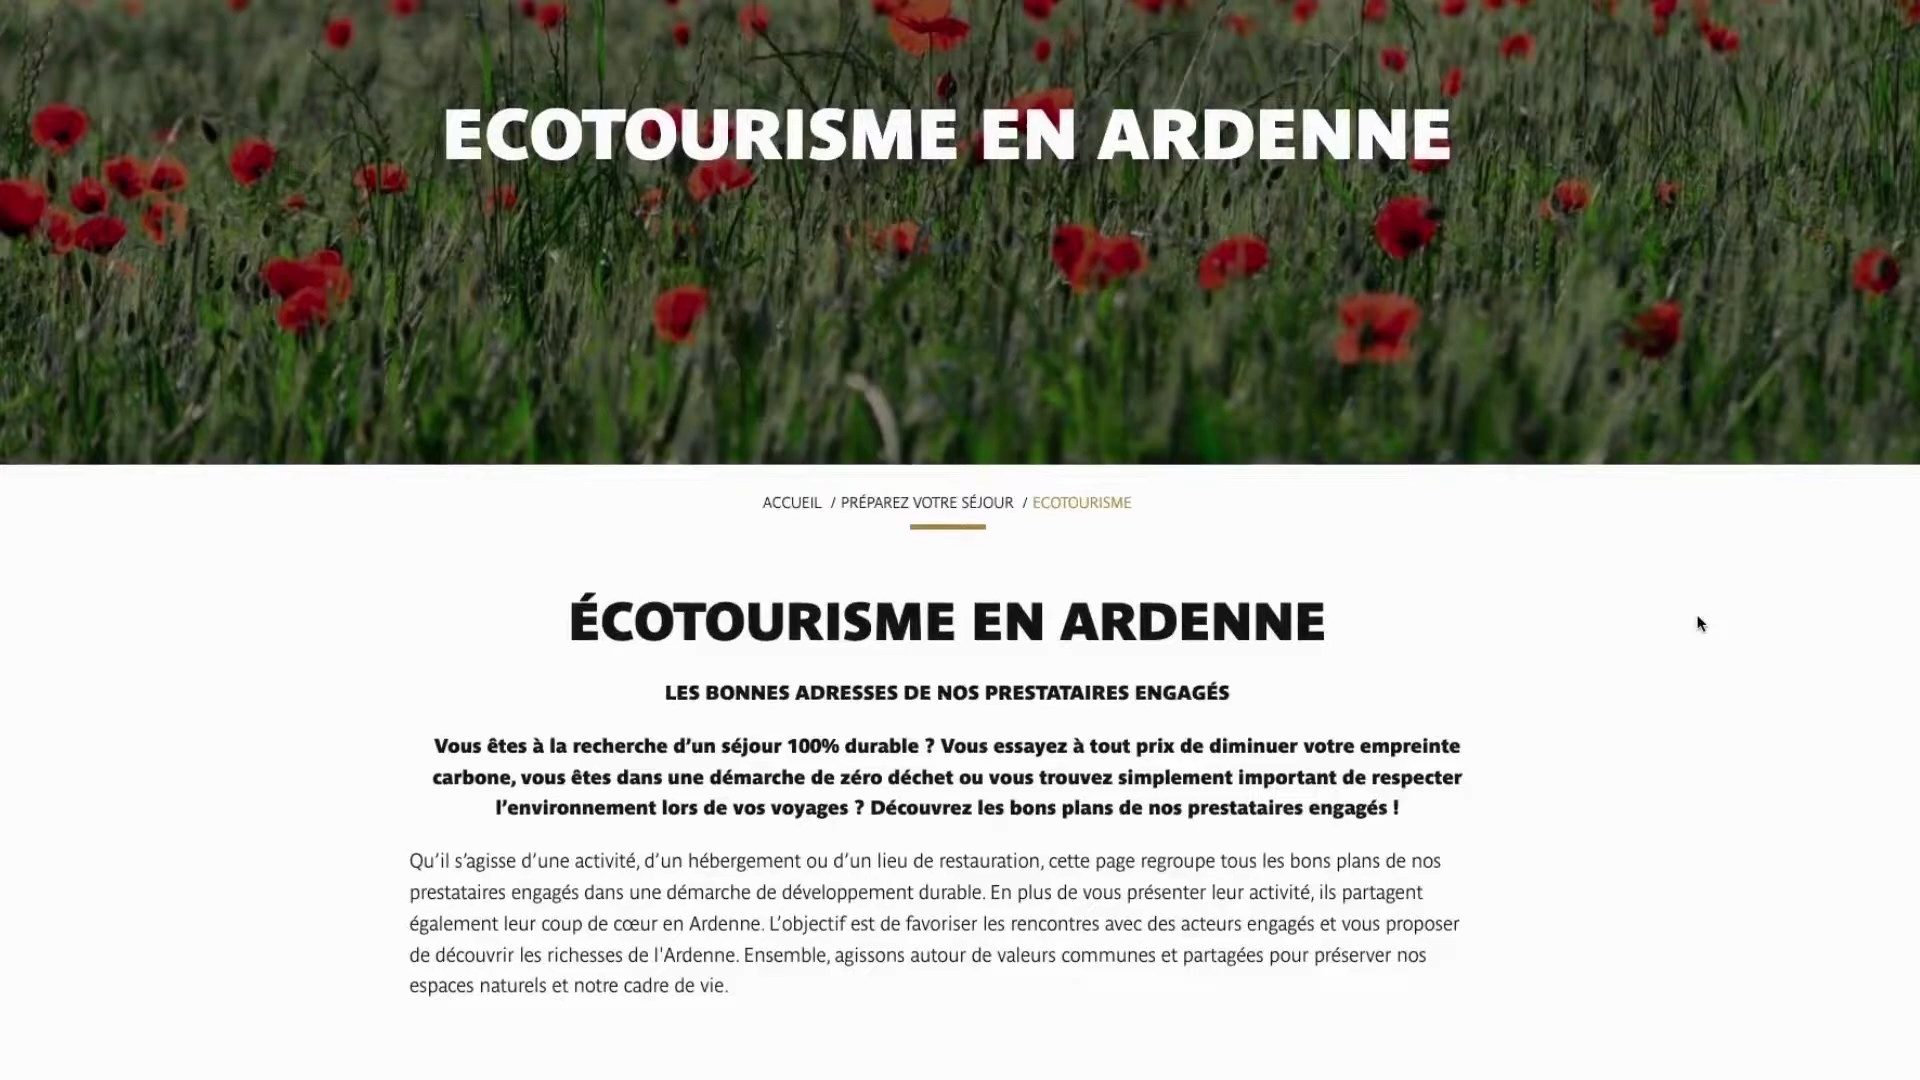 ECOTOURISME EN ARDENNE
ACCUEIL / PRÉPAREZ VOTRE SÉJOUR / ECOTOURISME
ÉCOTOURISME EN ARDENNE
LES BONNES ADRESSES DE NOS PRESTATAIRES ENGAGÉS
Vous êtes à la recherche d’un séjour 100% durable ? Vous essayez à tout prix de diminuer votre empreinte
carbone, vous êtes dans une démarche de zéro déchet ou vous trouvez simplement important de respecter
l’environnement lors de vos voyages ? Découvrez les bons plans de nos prestataires engagés !
Qu’il s’agisse d’une activité, d’un hébergement ou d’un lieu de restauration, cette page regroupe tous les bons plans de nos
prestataires engagés dans une démarche de développement durable. En plus de vous présenter leur activité, ils partagent
également leur coup de cœur en Ardenne. L’objectif est de favoriser les rencontres avec des acteurs engagés et vous proposer
de découvrir les richesses de l'Ardenne. Ensemble, agissons autour de valeurs communes et partagées pour préserver nos
espaces naturels et notre cadre de vie.